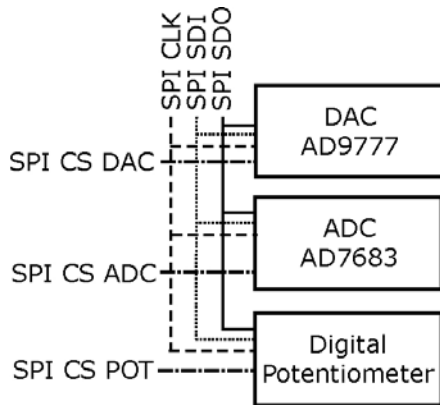 SPI CLK
SPI SDI
SPI SDO
DAC
AD9777
SPI CS DAC
ADC
AD7683
SPI CS ADC
Digital
Potentiometer
SPI CS POT